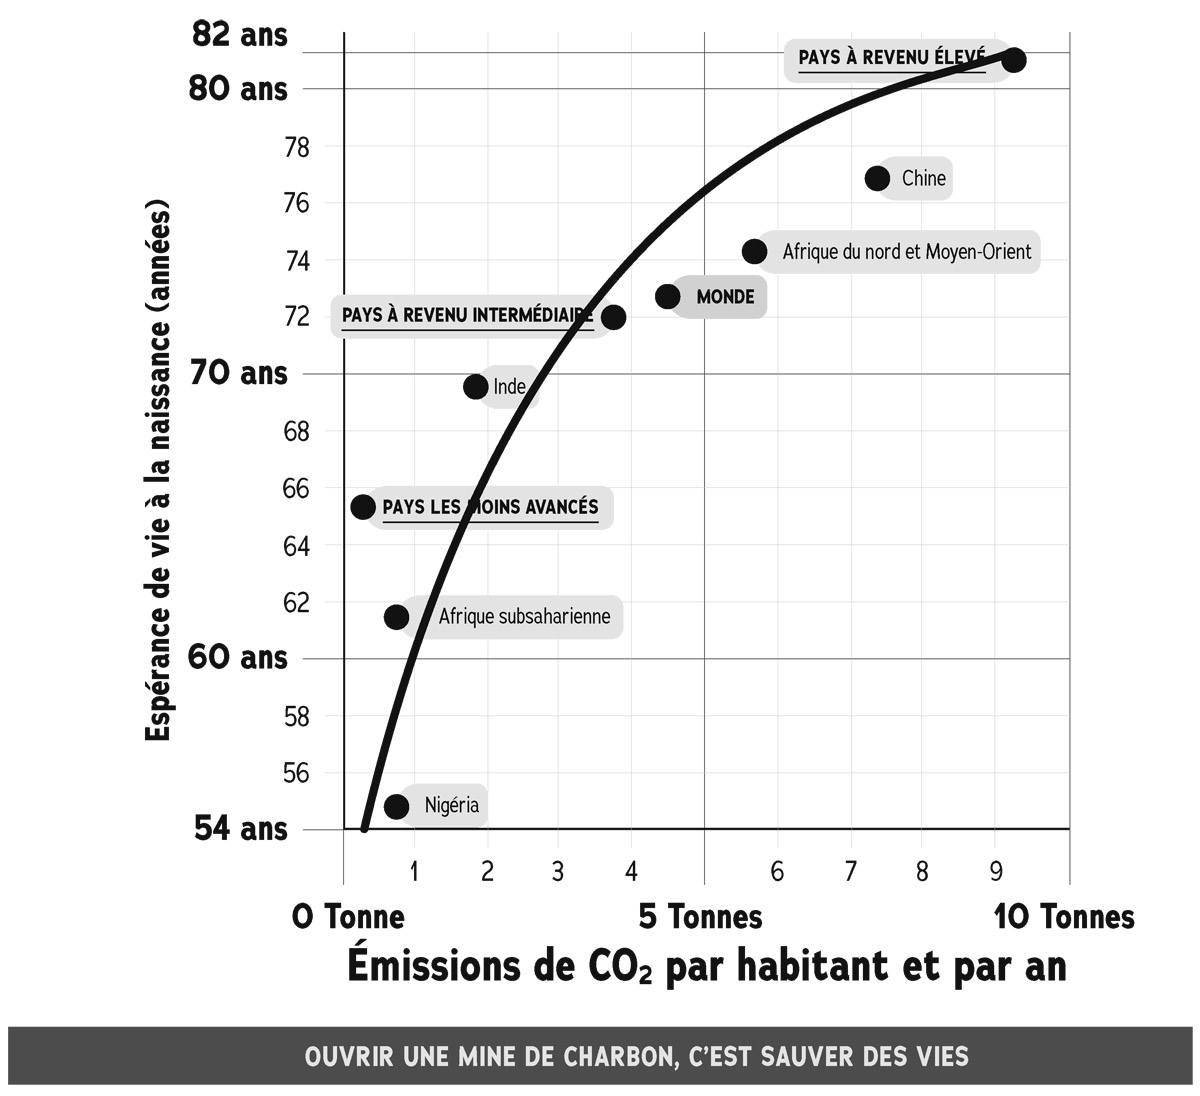 82 ans
PAYS À REVENU ÉLEVÉ
80 ans
78
Chine
76
Afrique du nord et Moyen-Orient
74
MONDE
PAYS À REVENU INTERMÉDIAIRE
72
70 ans
Inde
68
66
PAYS LES MOINS AVANCÉS
64
62
Afrique subsaharienne
60 ans
58
56
Nigéria
54 ans
Espérance de vie à la naissance (années)
1 2 3 4 6 7 8 9
0 Tonne 5 Tonnes 10 Tonnes
Émissions de CO₂ par habitant et par an
OUVRIR UNE MINE DE CHARBON, C'EST SAUVER DES VIES